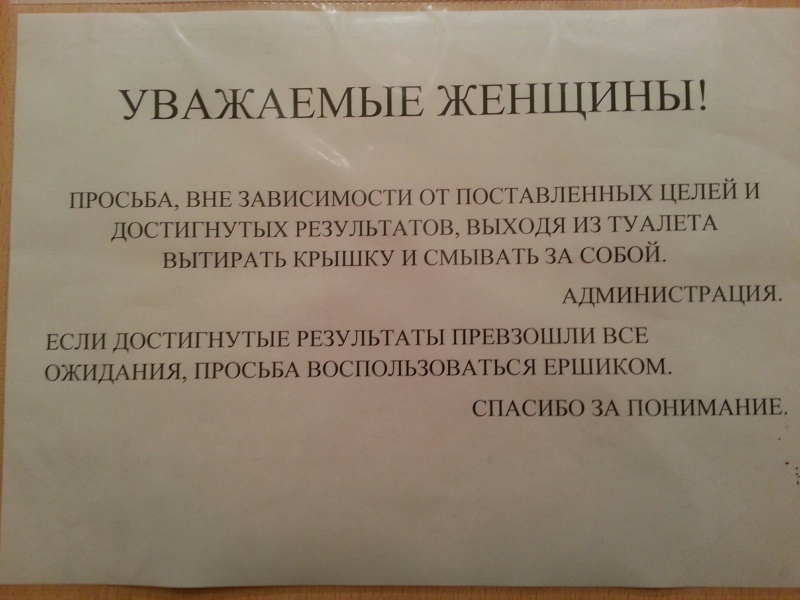 УВАЖАЕМЫЕ ЖЕНЩИНЫ!
ПРОСЬБА, ВНЕ ЗАВИСИМОСТИ ОТ ПОСТАВЛЕННЫХ ЦЕЛЕЙ И
ДОСТИГНУТЫХ РЕЗУЛЬТАТОВ, ВЫХОДЯ ИЗ ТУАЛЕТА
ВЫТИРАТЬ КРЫШКУ И СМЫВАТЬ ЗА СОБОЙ.
АДМИНИСТРАЦИЯ.
ЕСЛИ ДОСТИГНУТЫЕ РЕЗУЛЬТАТЫ ПРЕВЗОШЛИ ВСЕ
ОЖИДАНИЯ, ПРОСЬБА ВОСПОЛЬЗОВАТЬСЯ ЕРШИКОМ.
СПАСИБО ЗА ПОНИМАНИЕ.